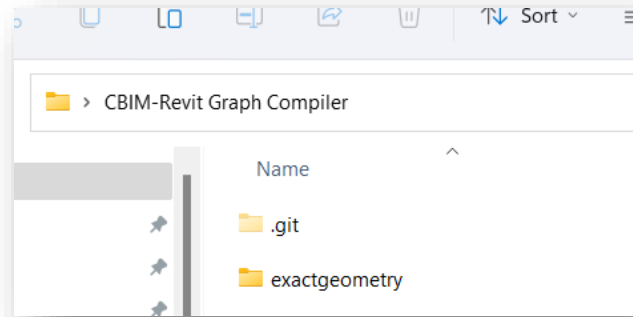 Sort
CBIM-Revit Graph Compiler
Name
.git
exactgeometry